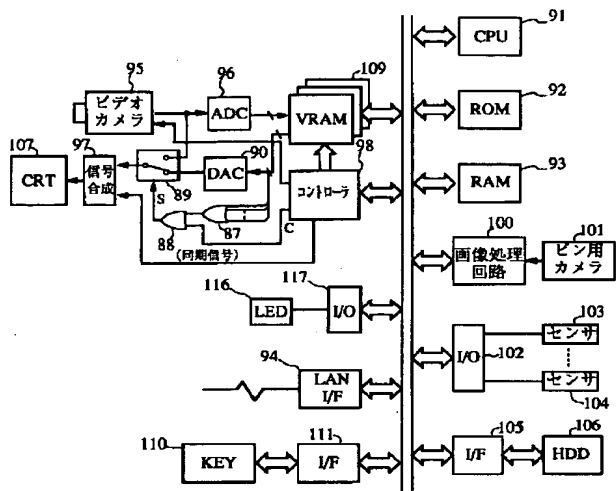 91
CPU
92
ROM
93
RAM
100
画像処理
回路
101
ピン用
カメラ
103
センサ
I/O
102
センサ
104
105
I/F
106
HDD
95
ビデオ
カメラ
96
ADC
109
VRAM
98
コントローラ
C
107
CRT
97
信号
合成
S
89
90
DAC
88
87
(同期信号)
116
LED
117
I/O
94
LAN
I/F
110
KEY
111
I/F